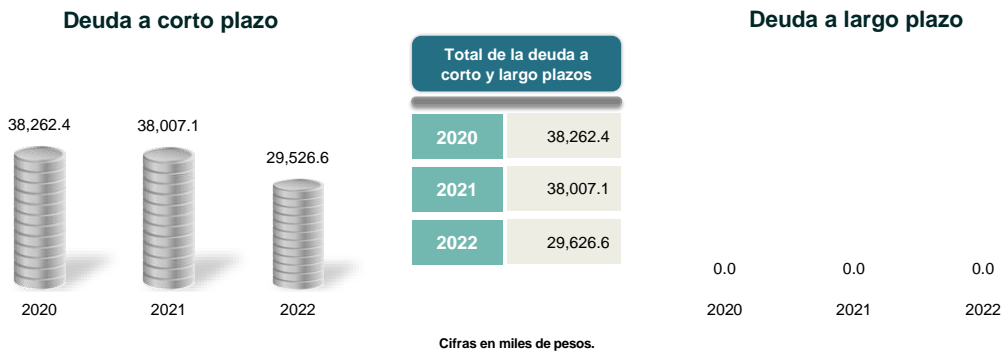 Deuda a corto plazo
38,262.4
38,007.1
29,526.6
2020
2021
2022
Total de la deuda a
corto y largo plazos
2020 38,262.4
2021 38,007.1
2022 29,626.6
Deuda a largo plazo
0.0 0.0 0.0
2020 2021 2022
Cifras en miles de pesos.